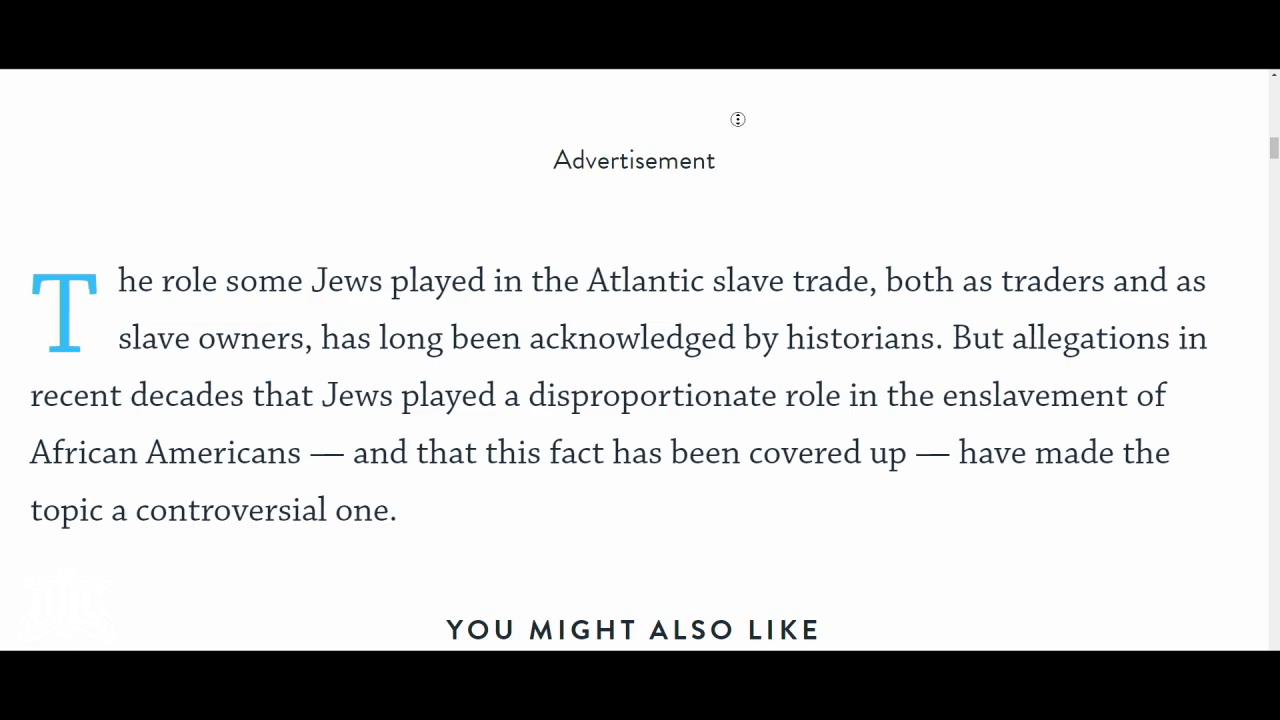 Advertisement
The role some Jews played in the Atlantic slave trade, both as traders and as
slave owners, has long been acknowledged by historians. But allegations in
recent decades that Jews played a disproportionate role in the enslavement of
African Americans — and that this fact has been covered up — have made the
topic a controversial one.
YOU MIGHT ALSO LIKE